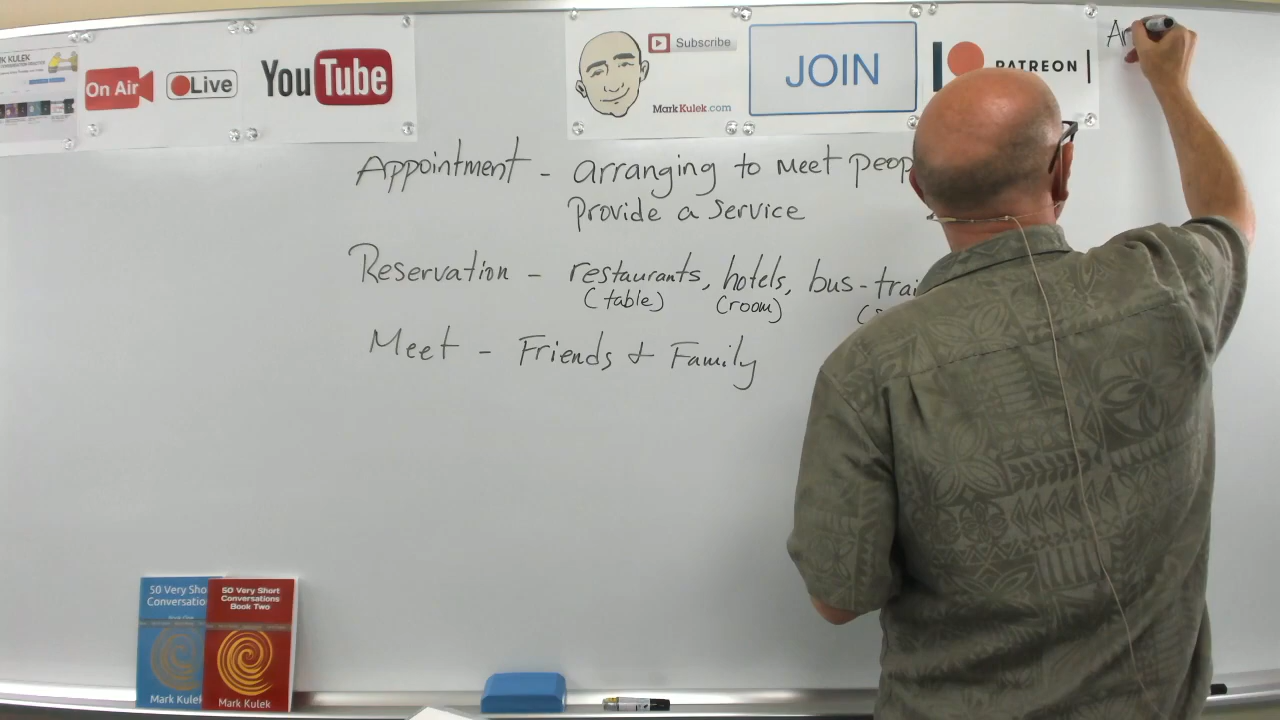 KULEK
On Air
Live
YouTube
Subscribe
MarkKulek.com
JOIN
PATREON
Ar
Appointment - arranging to meet peop
provide a service
Reservation - restaurants, hotels, bus-trai
(table) (room) (
Meet - Friends & Family
50 Very Sho
Conversatio
Mark Kulek
50 Very Short
Conversations
Book Two
Mark Kulek